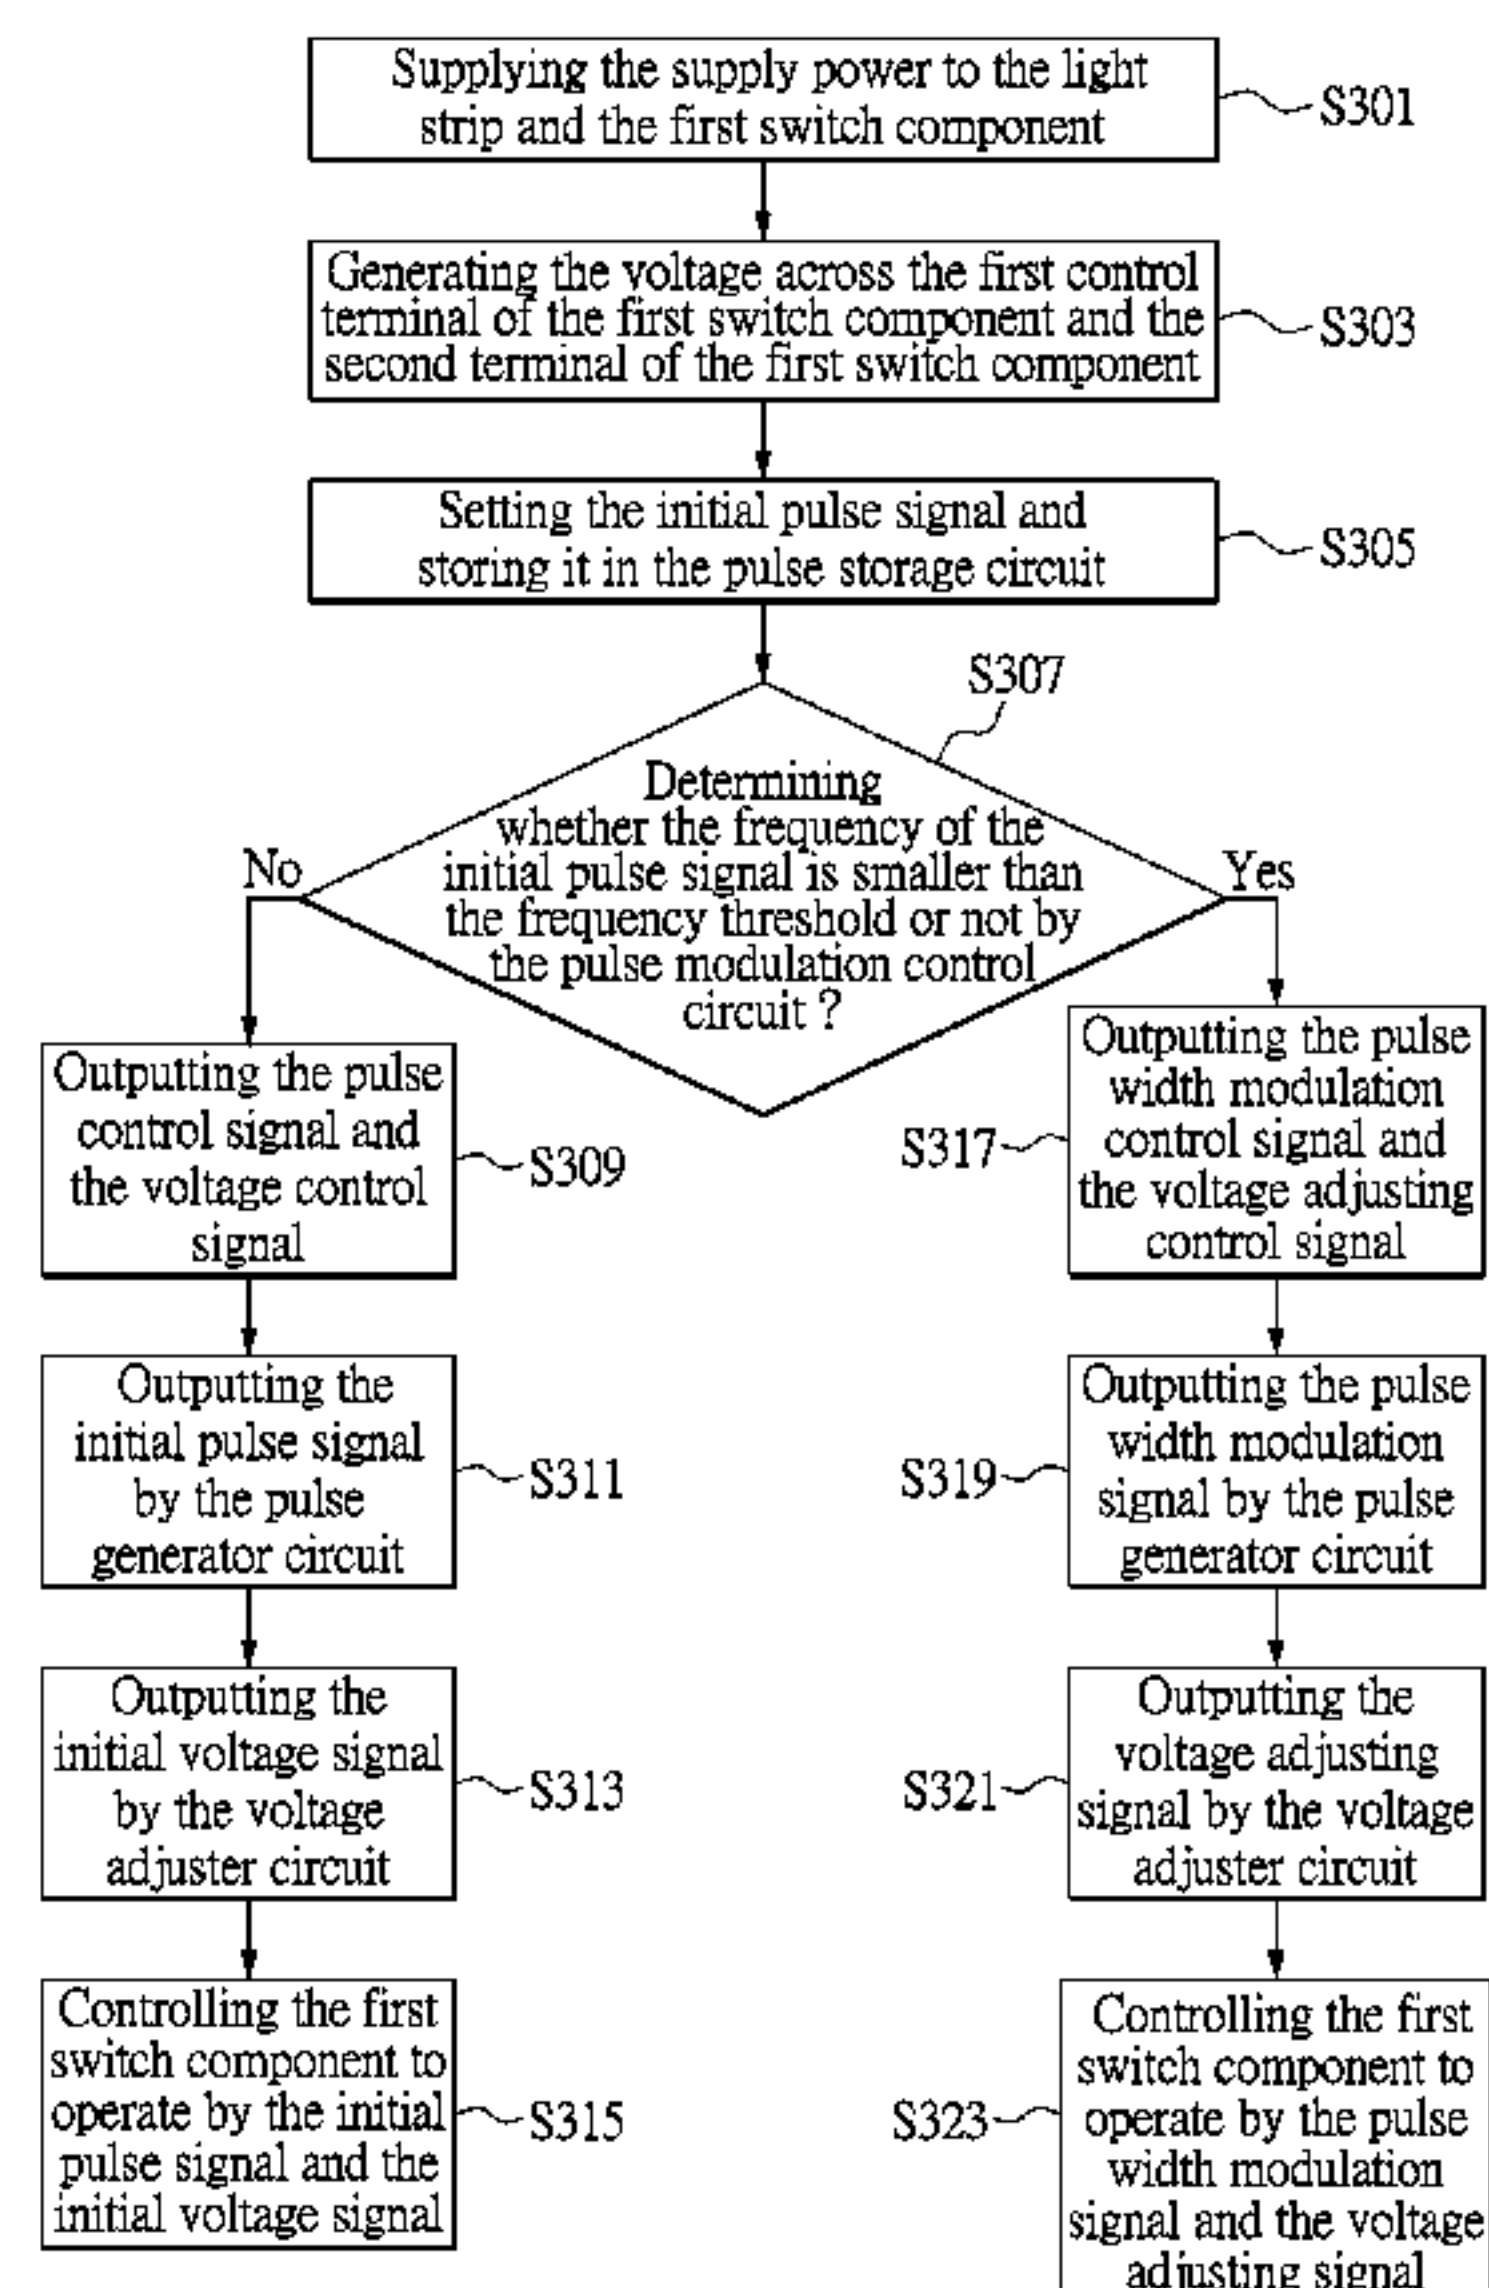 Supplying the supply power to the light
strip and the first switch component
S301
Generating the voltage across the first control
terminal of the first switch component and the
second terminal of the first switch component
S303
Setting the initial pulse signal and
storing it in the pulse storage circuit
S305
S307
Determining
whether the frequency of the
initial pulse signal is smaller than
the frequency threshold or not by
the pulse modulation control
circuit ?
No
Yes
Outputting the pulse
control signal and
the voltage control
signal
S309
Outputting the
initial pulse signal
by the pulse
generator circuit
S311
Outputting the
initial voltage signal
by the voltage
adjuster circuit
S313
Controlling the first
switch component to
operate by the initial
pulse signal and the
initial voltage signal
S315
Outputting the pulse
width modulation
control signal and
the voltage adjusting
control signal
S317
Outputting the pulse
width modulation
signal by the pulse
generator circuit
S319
Outputting the
voltage adjusting
signal by the voltage
adjuster circuit
S321
Controlling the first
switch component to
operate by the pulse
width modulation
signal and the voltage
adjusting signal
S323